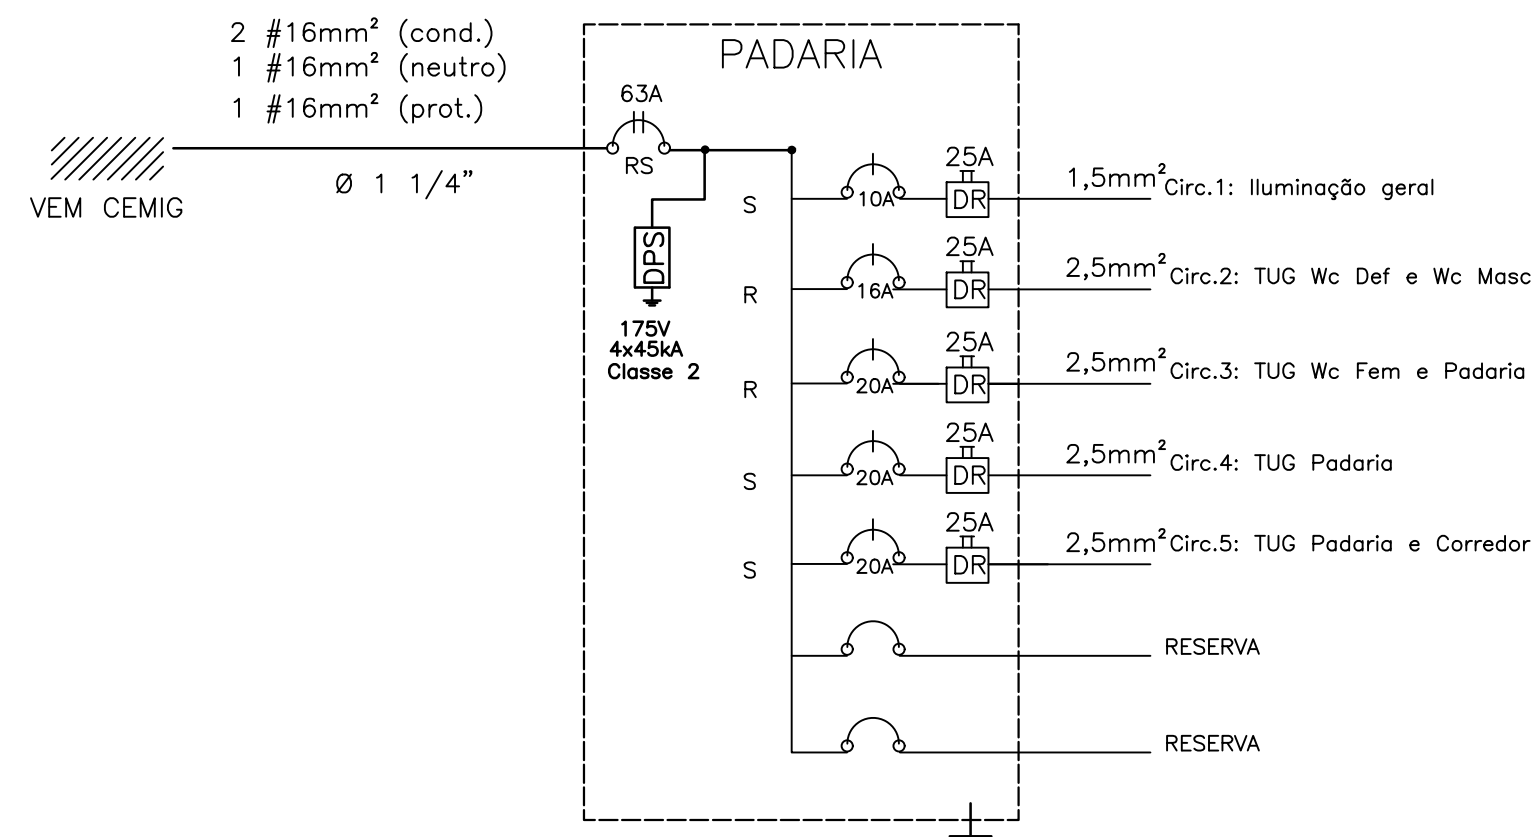 2 #16mm² (cond.)
1 #16mm² (neutro)
1 #16mm² (prot.)
Ø 1 1/4”
VEM CEMIG
PADARIA
63A
RS
DPS
175V
4x45kA
Classe 2
S
10A
25A
DR
1,5mm²
Circ.1: Iluminação geral
R
16A
25A
DR
2,5mm²
Circ.2: TUG Wc Def e Wc Masc
R
20A
25A
DR
2,5mm²
Circ.3: TUG Wc Fem e Padaria
S
20A
25A
DR
2,5mm²
Circ.4: TUG Padaria
S
20A
25A
DR
2,5mm²
Circ.5: TUG Padaria e Corredor
RESERVA
RESERVA